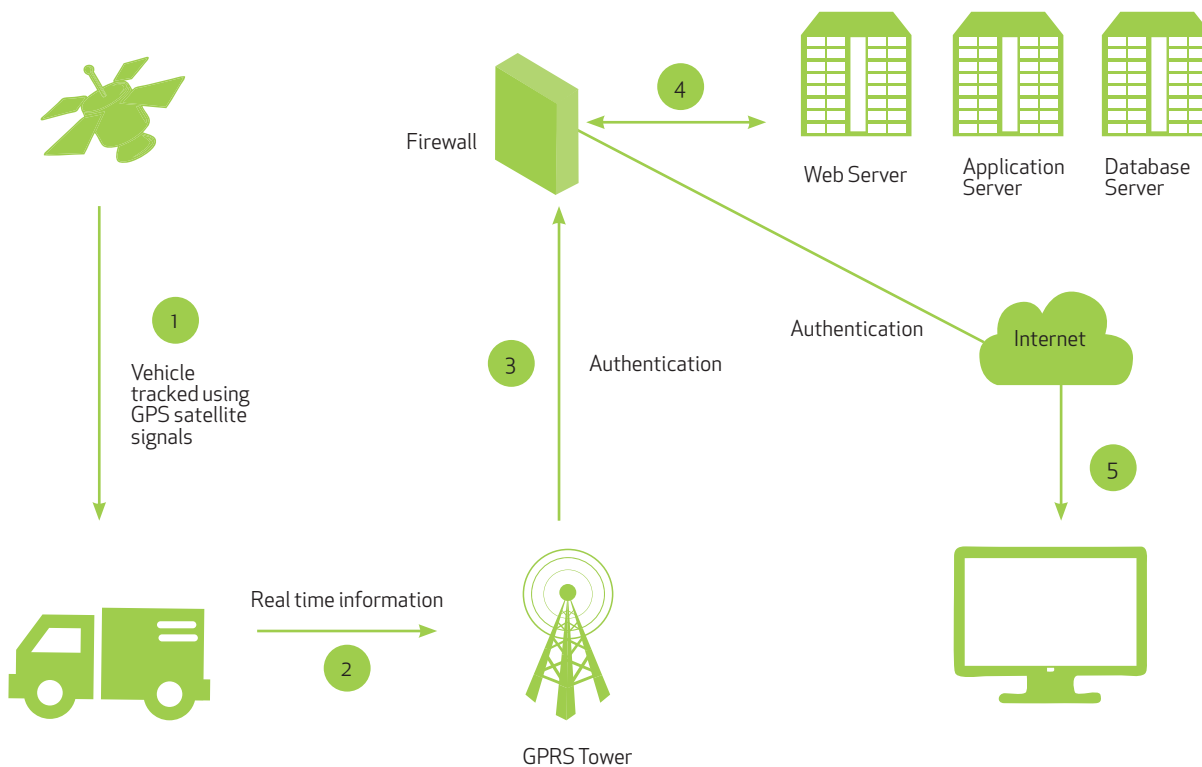 4
Firewall
Web Server
Application
Server
Database
Server
1
Vehicle
tracked using
GPS satellite
signals
3
Authentication
Authentication
Internet
5
Real time information
2
GPRS Tower